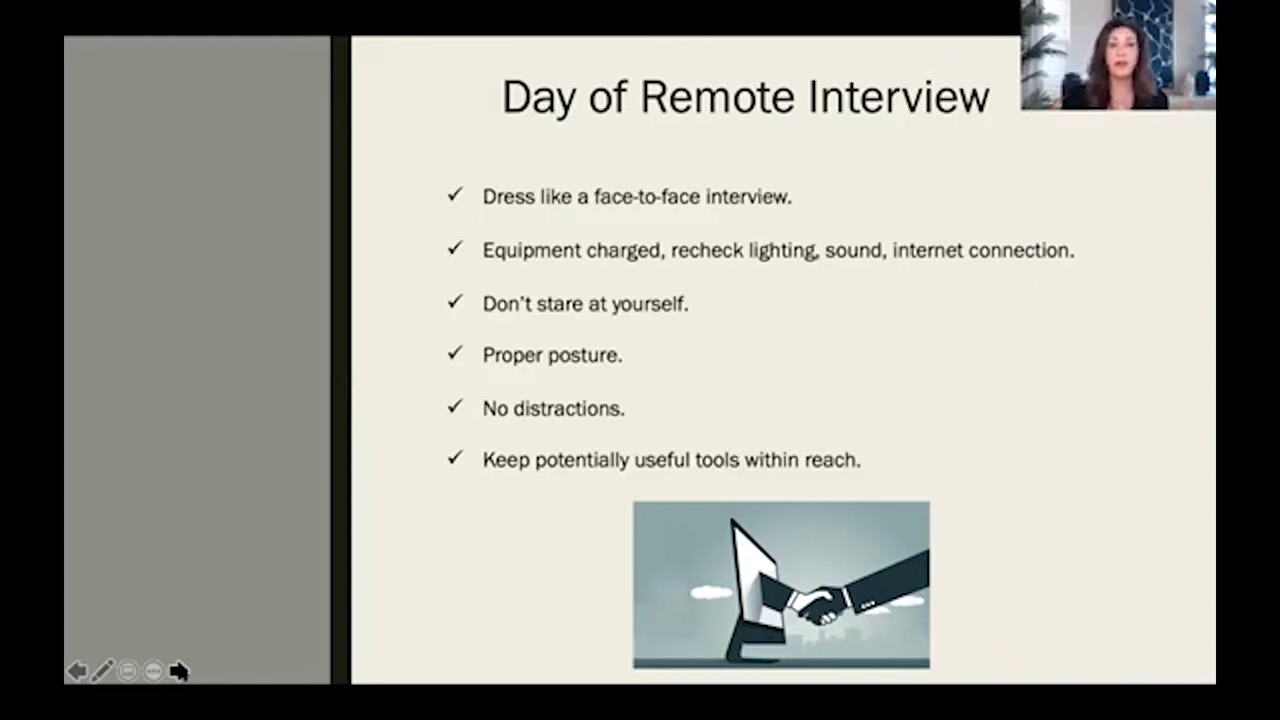 Day of Remote Interview
✓ Dress like a face-to-face interview.
✓ Equipment charged, recheck lighting, sound, internet connection.
✓ Don't stare at yourself.
✓ Proper posture.
✓ No distractions.
✓ Keep potentially useful tools within reach.